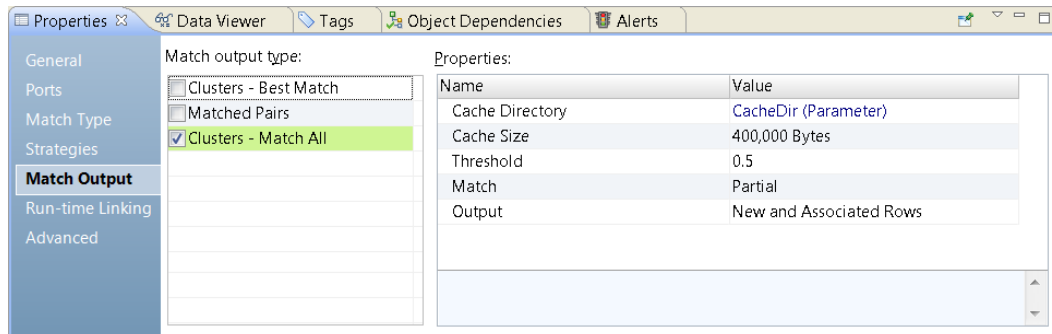 Properties Data Viewer Tags Object Dependencies Alerts
General
Ports
Match Type
Strategies
Match Output
Run-time Linking
Advanced
Match output type:
Clusters - Best Match
Matched Pairs
Clusters - Match All
Properties:
Name Value
Cache Directory CacheDir (Parameter)
Cache Size 400,000 Bytes
Threshold 0.5
Match Partial
Output New and Associated Rows